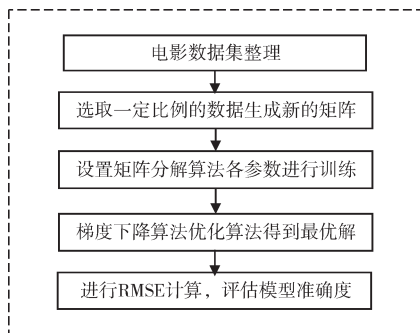 电影数据集整理
选取一定比例的数据生成新的矩阵
设置矩阵分解算法各参数进行训练
梯度下降算法优化算法得到最优解
进行RMSE计算，评估模型准确度